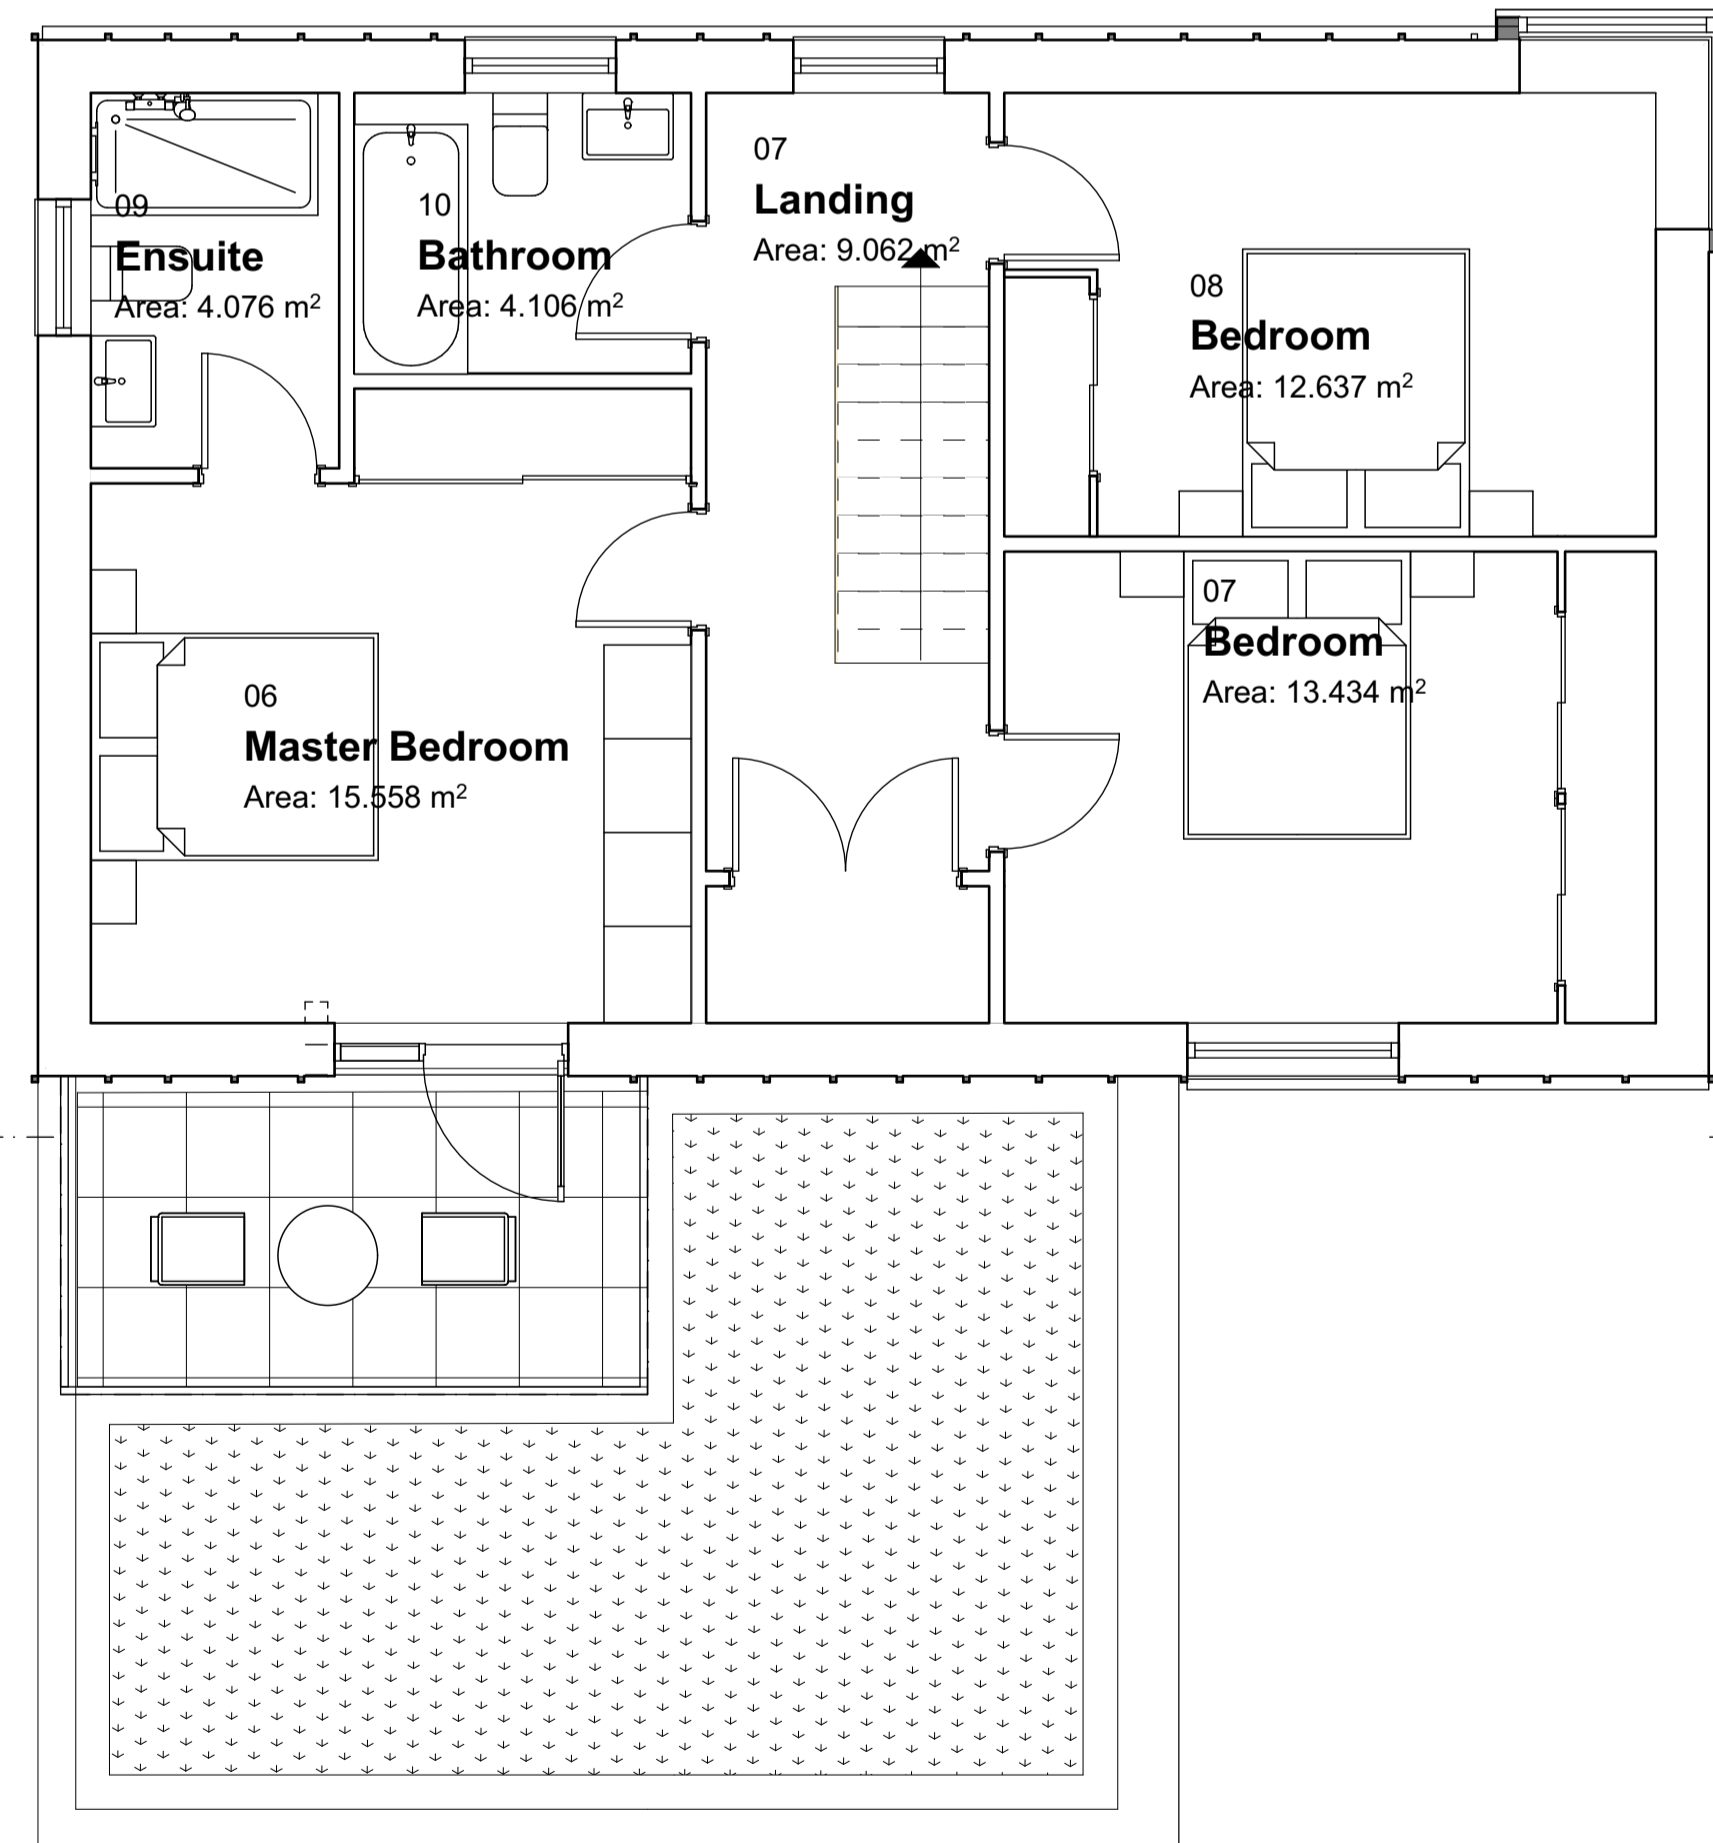 09
Ensuite
Area: 4.076 m²
10
Bathroom
Area: 4.106 m²
07
Landing
Area: 9.062 m²
08
Bedroom
Area: 12.637 m²
06
Master Bedroom
Area: 15.558 m²
07
Bedroom
Area: 13.434 m²